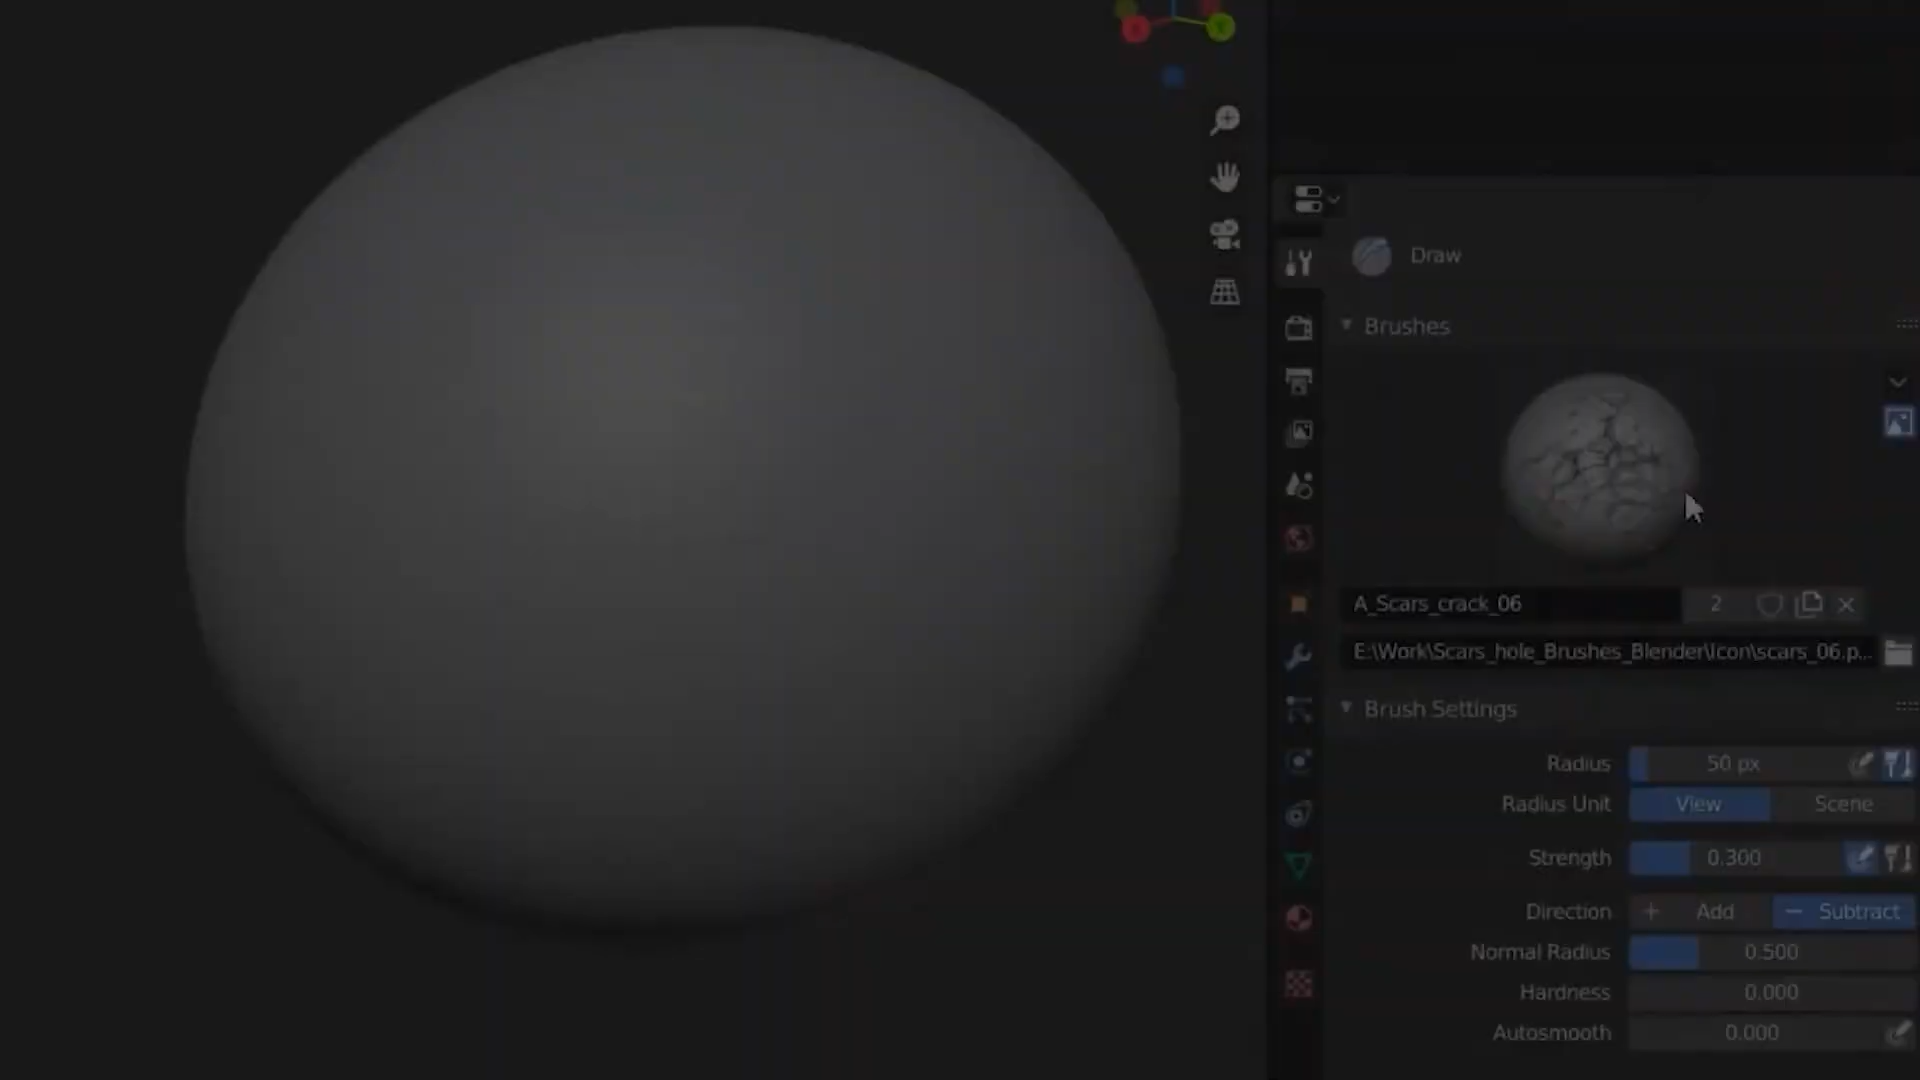 Draw
Brushes
A_Scars_crack_06 2
E:\Work\Scars_hole_Brushes_Blender\Icon\scars_06.p...
Brush Settings
Radius 50 px
Radius Unit View Scene
Strength 0.300
Direction + Add − Subtract
Normal Radius 0.500
Hardness 0.000
Autosmooth 0.000